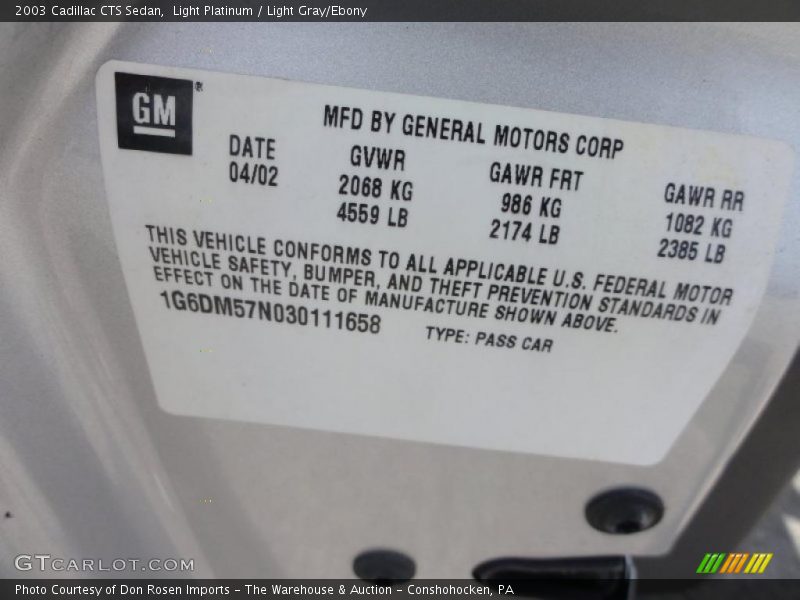 2003 Cadillac CTS Sedan, Light Platinum / Light Gray/Ebony
GM®
MFD BY GENERAL MOTORS CORP
DATE GVWR GAWR FRT GAWR RR
04/02 2068 KG 986 KG 1082 KG
4559 LB 2174 LB 2385 LB
THIS VEHICLE CONFORMS TO ALL APPLICABLE U.S. FEDERAL MOTOR
VEHICLE SAFETY, BUMPER, AND THEFT PREVENTION STANDARDS IN
EFFECT ON THE DATE OF MANUFACTURE SHOWN ABOVE.
1G6DM57N030111658 TYPE: PASS CAR
GTCARLOT.COM
Photo Courtesy of Don Rosen Imports – The Warehouse & Auction – Conshohocken, PA